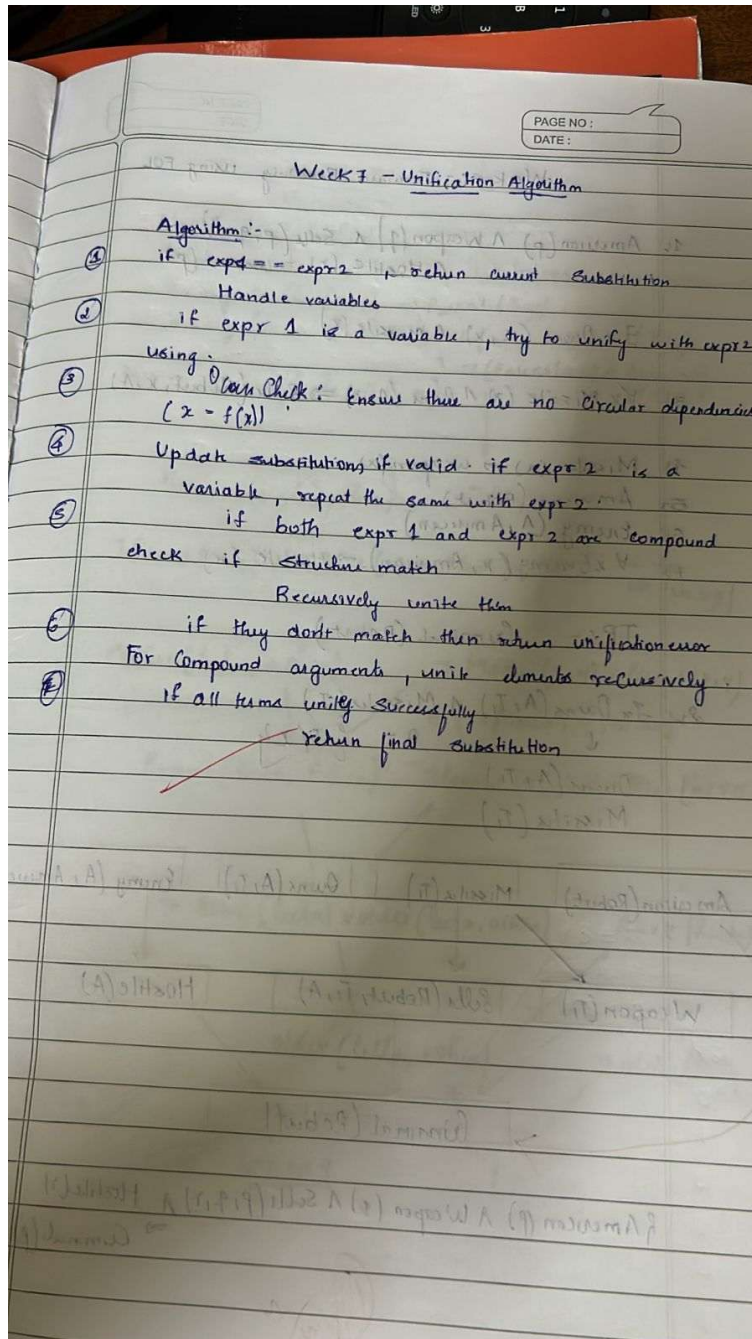 PAGE NO :
DATE :
Week 7 - Unification Algorithm
Algorithm :-
① if expr1 = = expr 2 , return current substitution
Handle variables
② if expr 1 is a variable , try to unify with expr 2
using .
③ Occurs Check : Ensure there are no circular dependencies
( x - f(x))
④ Update substitutions if valid . if expr 2 is a
variable , repeat the same with expr 2 .
⑤ if both expr 1 and expr 2 are compound
check if structure match
Recursively unite them
⑥ if they dont match then return unification error
For Compound arguments , unite elements recursively .
⑦ if all terms unify successfully
return final substitution